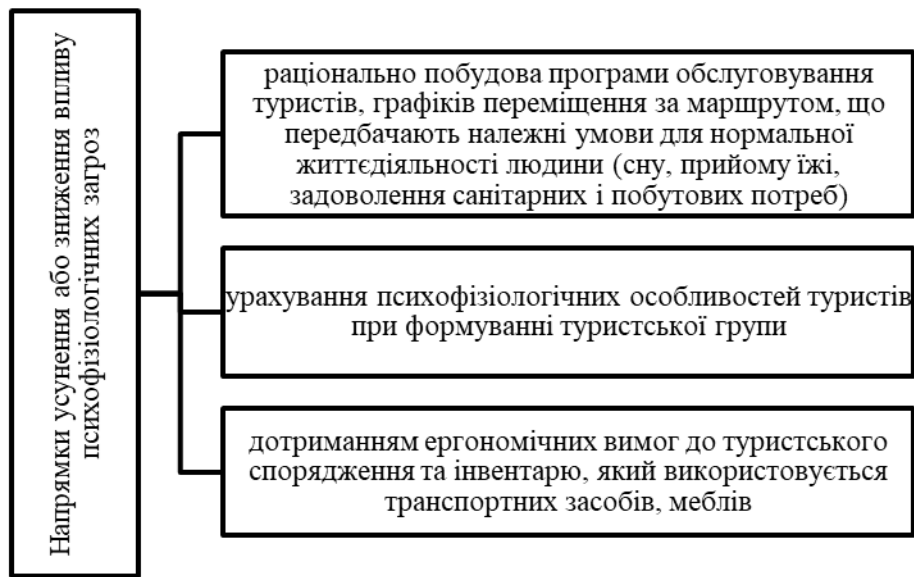 Напрямки усунення або зниження впливу
психофізіологічних загроз
раціонально побудова програми обслуговування
туристів, графіків переміщення за маршрутом, що
передбачають належні умови для нормальної
життєдіяльності людини (сну, прийому їжі,
задоволення санітарних і побутових потреб)
урахування психофізіологічних особливостей туристів
при формуванні туристської групи
дотриманням ергономічних вимог до туристського
спорядження та інвентарю, який використовується
транспортних засобів, меблів